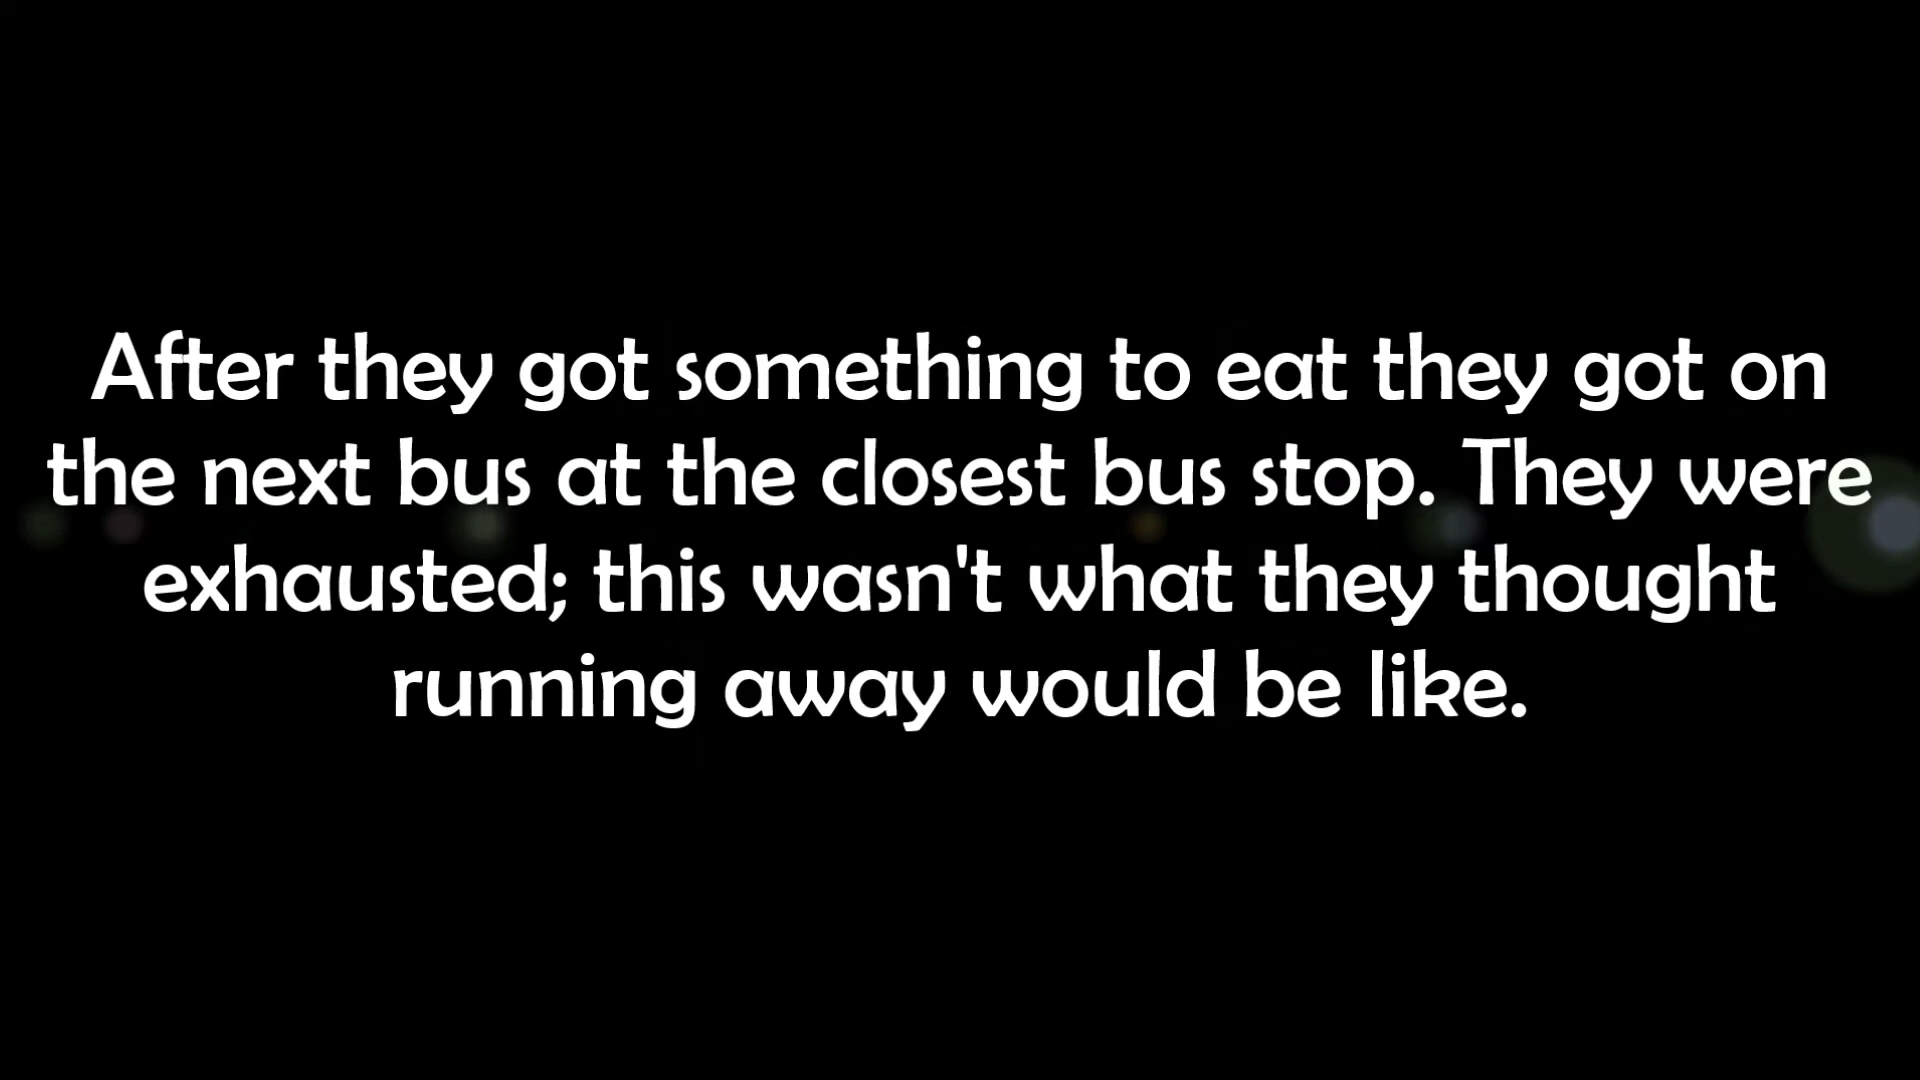 After they got something to eat they got on
the next bus at the closest bus stop. They were
exhausted; this wasn't what they thought
running away would be like.